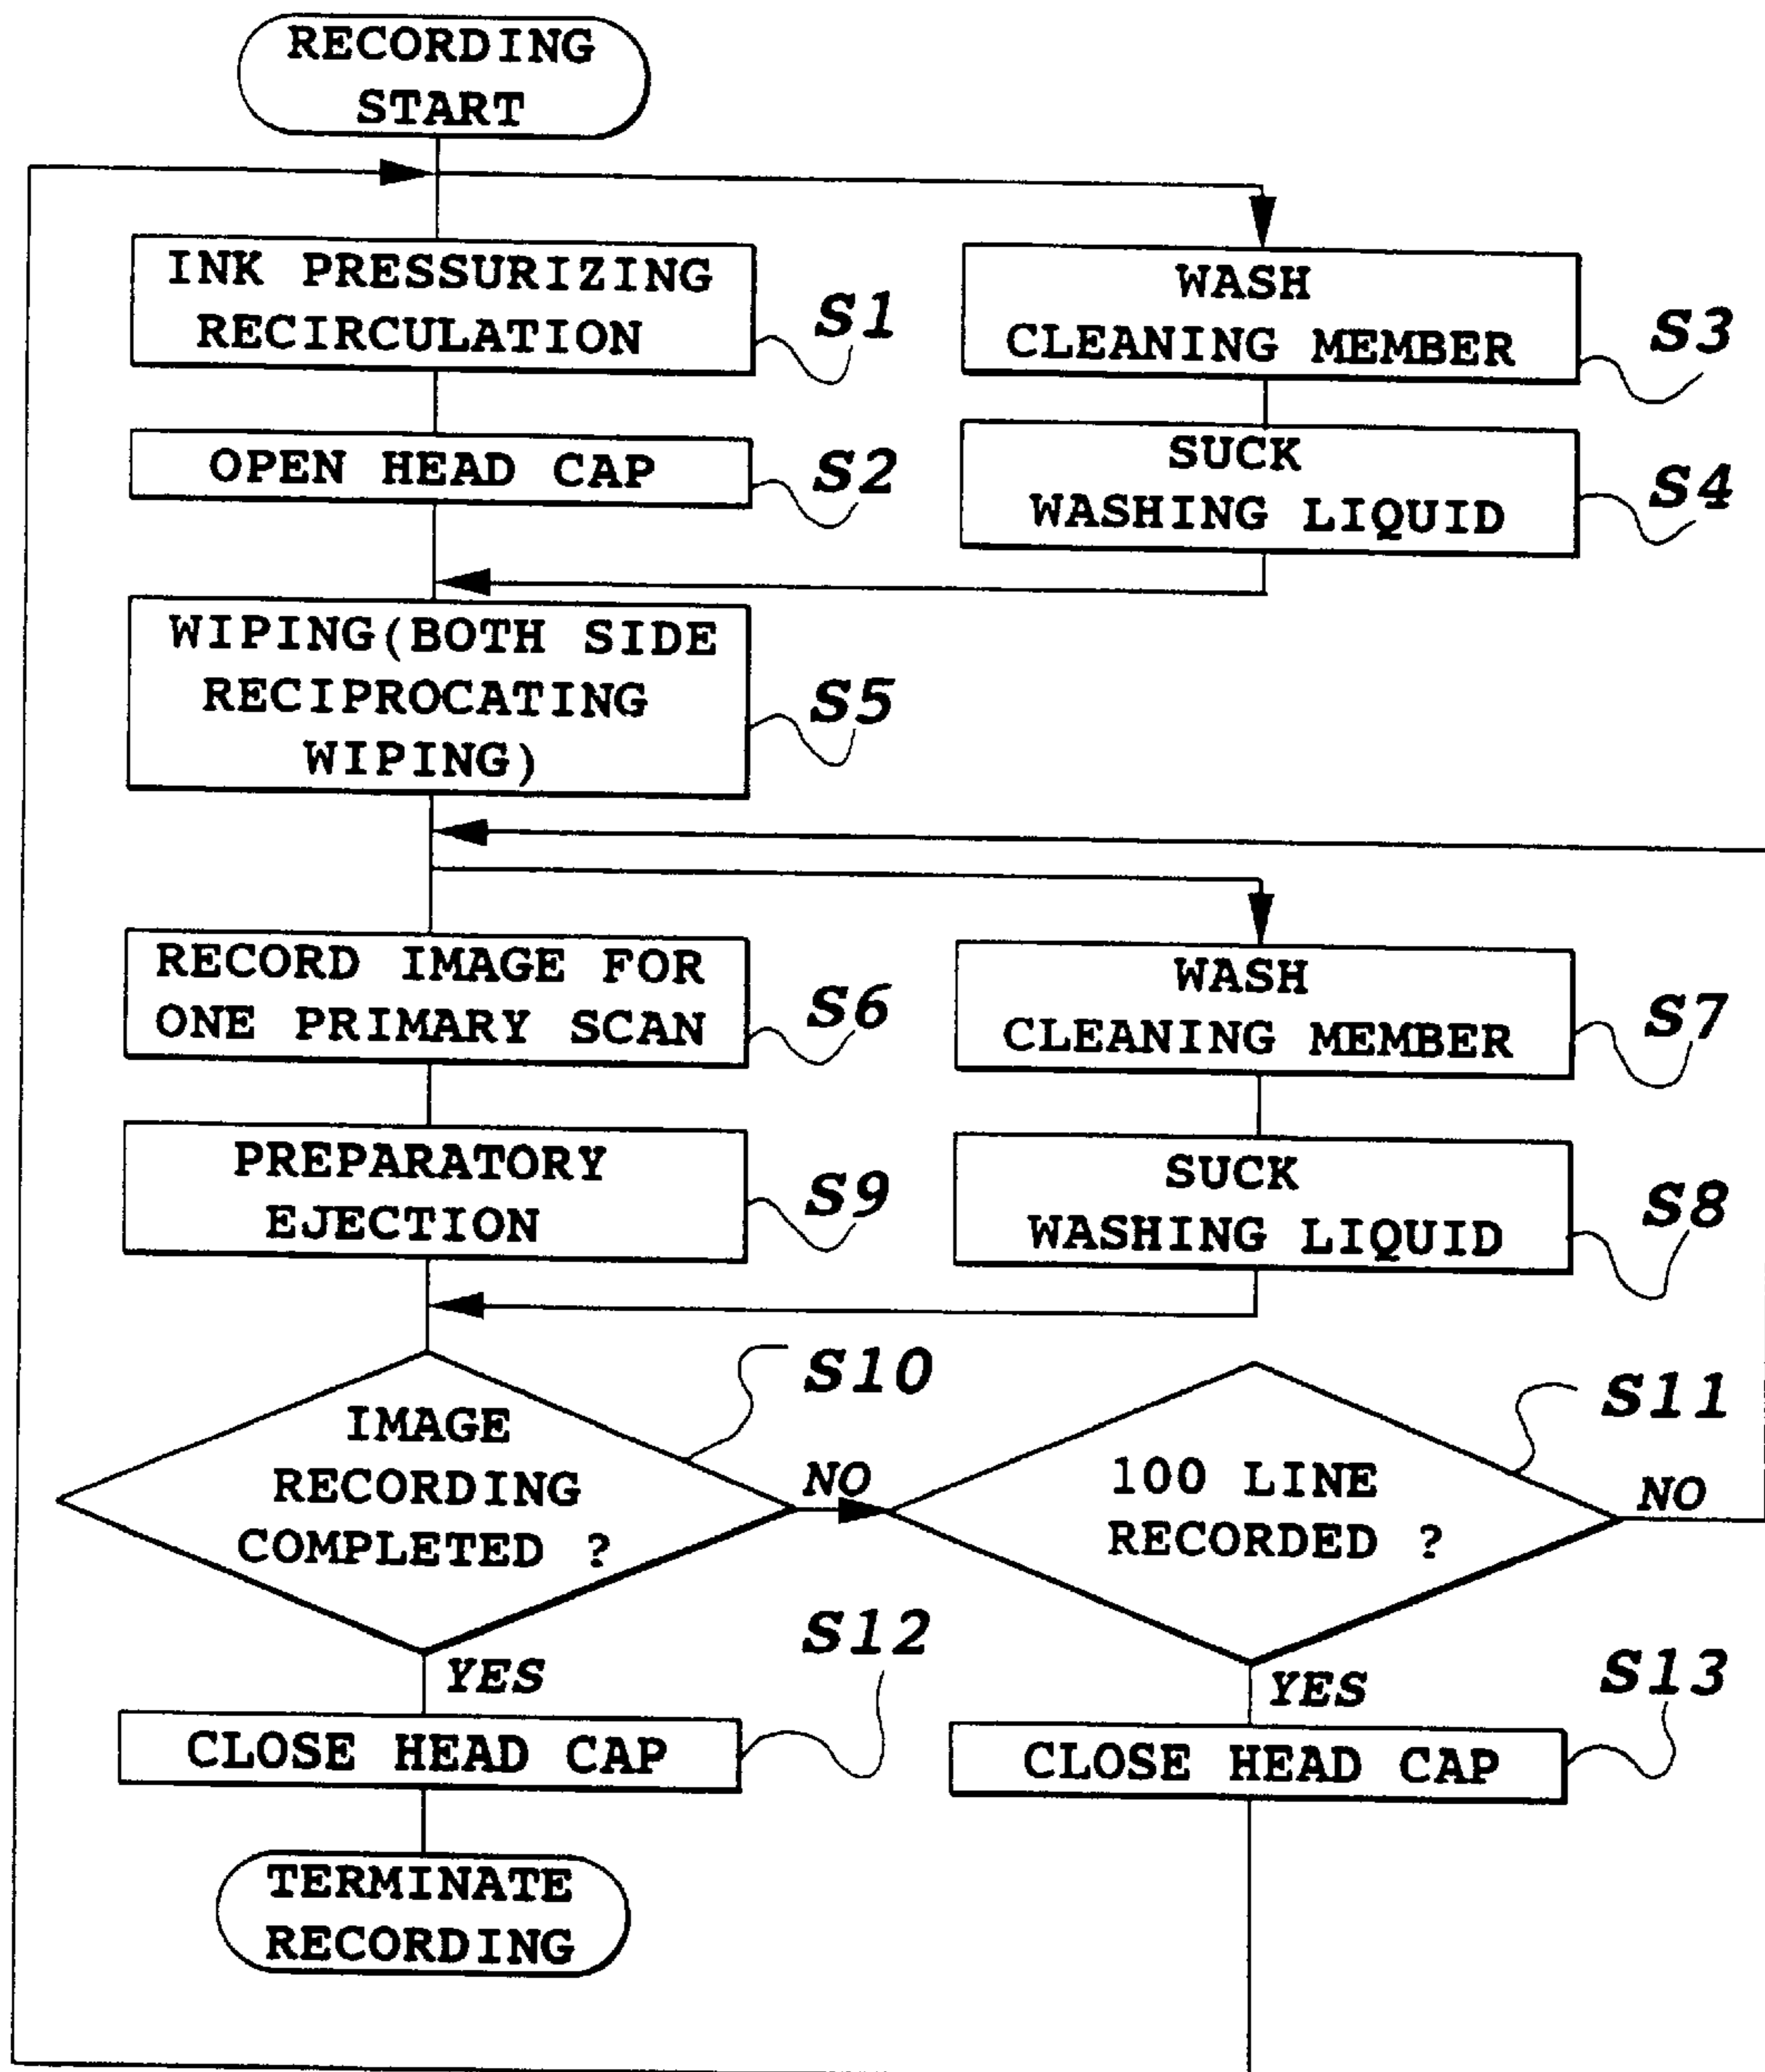 RECORDING
START
INK PRESSURIZING
RECIRCULATION
S1
WASH
CLEANING MEMBER
S3
OPEN HEAD CAP
S2
SUCK
WASHING LIQUID
S4
WIPING(BOTH SIDE
RECIPROCATING
WIPING)
S5
RECORD IMAGE FOR
ONE PRIMARY SCAN
S6
WASH
CLEANING MEMBER
S7
PREPARATORY
EJECTION
S9
SUCK
WASHING LIQUID
S8
IMAGE
RECORDING
COMPLETED ?
S10
NO
100 LINE
RECORDED ?
S11
NO
YES
CLOSE HEAD CAP
S12
YES
CLOSE HEAD CAP
S13
TERMINATE
RECORDING